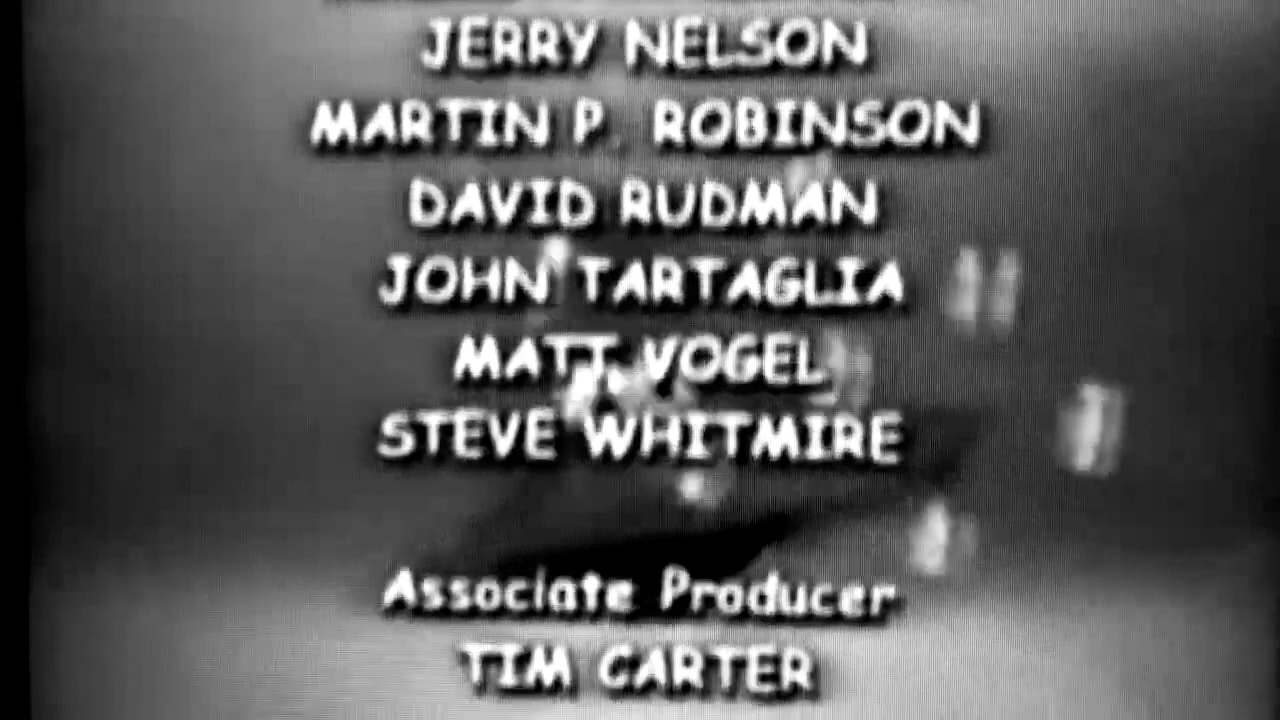 JERRY NELSON
MARTIN P. ROBINSON
DAVID RUDMAN
JOHN TARTAGLIA
MATT VOGEL
STEVE WHITMIRE
Associate Producer
TIM CARTER